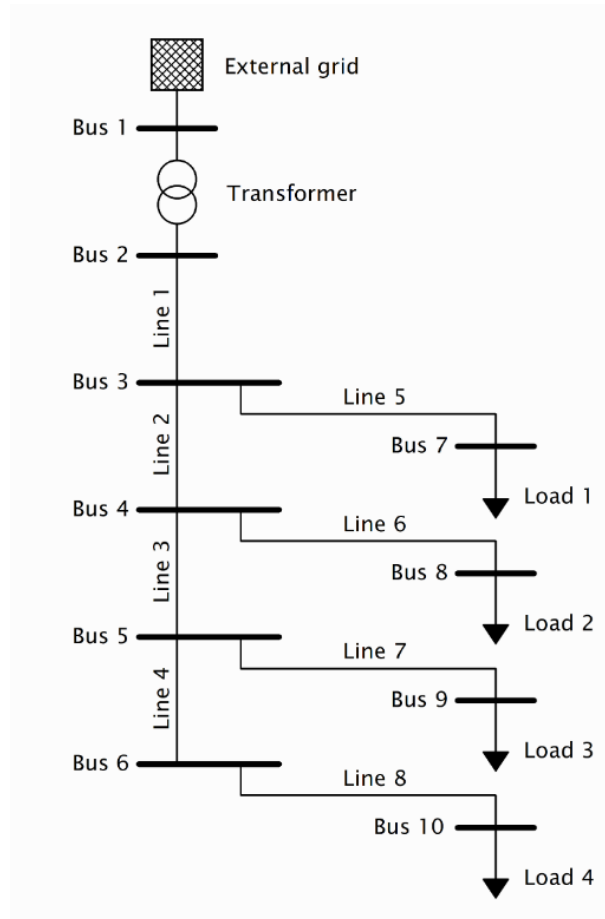 External grid
Bus 1
Transformer
Bus 2
Line 1
Bus 3
Line 5
Line 2
Bus 7
Load 1
Bus 4
Line 6
Line 3
Bus 8
Load 2
Bus 5
Line 7
Line 4
Bus 9
Load 3
Bus 6
Line 8
Bus 10
Load 4